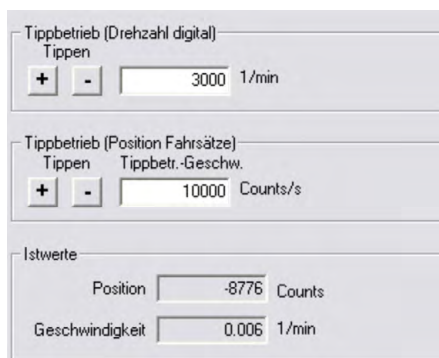 Tippbetrieb (Drehzahl digital)
Tippen
+ - 3000 1/min
Tippbetrieb (Position Fahrsätze)
Tippen Tippbetr.-Geschw.
+ - 10000 Counts/s
Istwerte
Position -8776 Counts
Geschwindigkeit 0.006 1/min